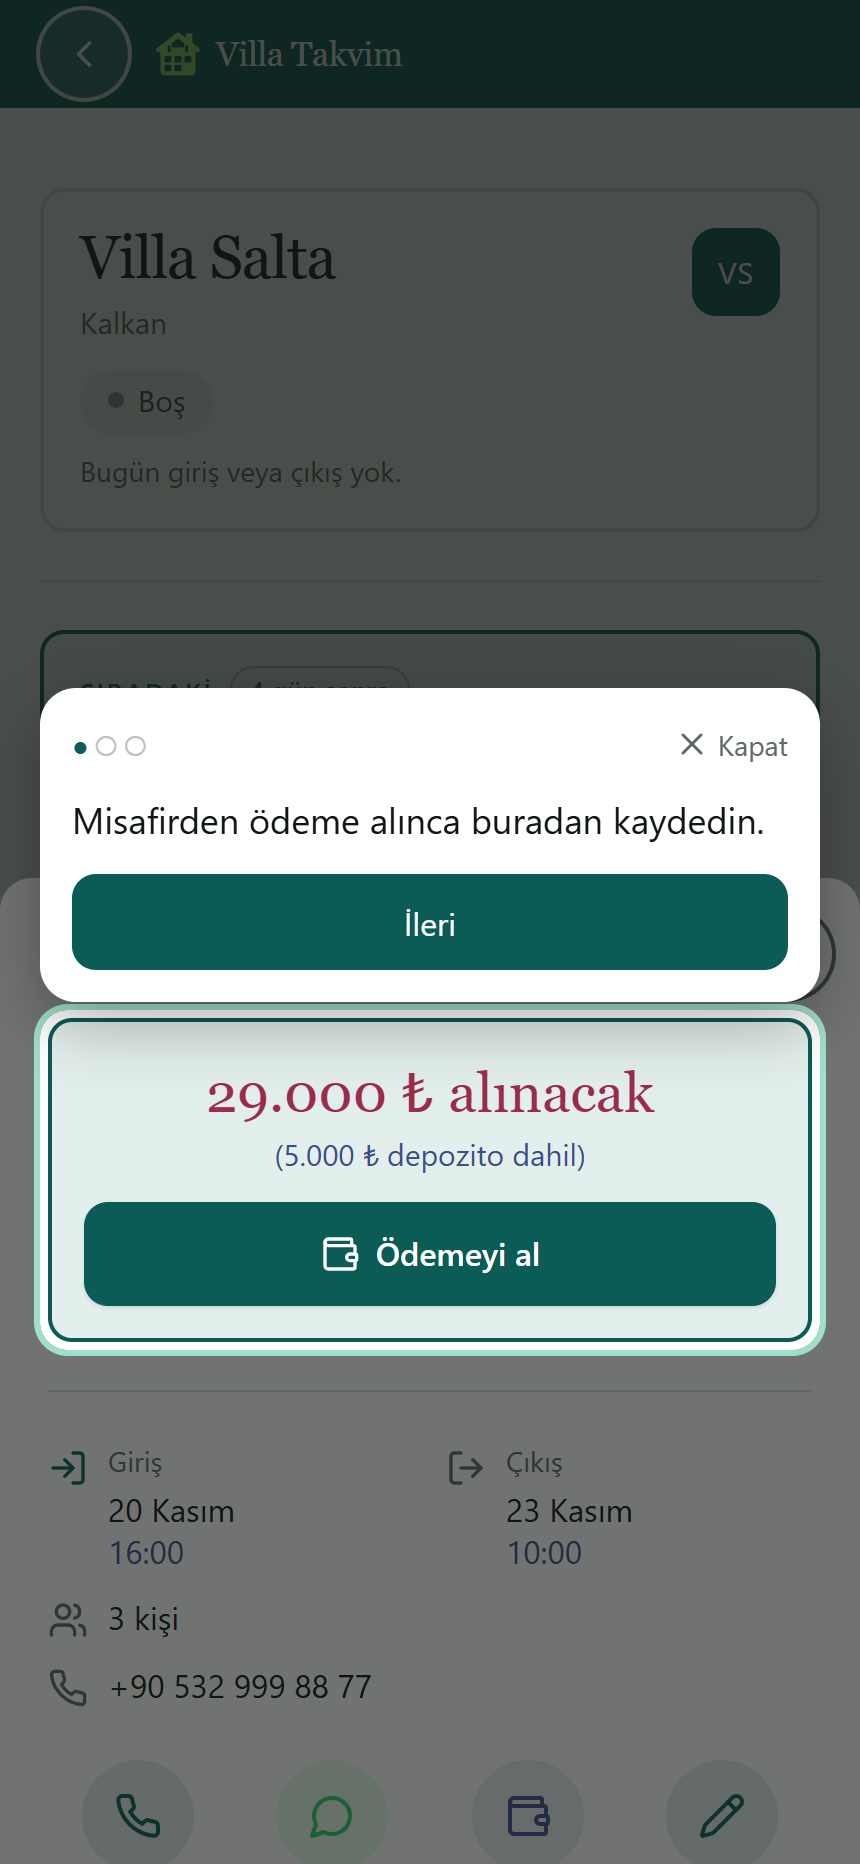 Villa Takvim
Villa Salta
VS
Kalkan
Boş
Bugün giriş veya çıkış yok.
Kapat
Misafirden ödeme alınca buradan kaydedin.
İleri
29.000 ₺ alınacak
(5.000 ₺ depozito dahil)
Ödemeyi al
Giriş
Çıkış
20 Kasım
23 Kasım
16:00
10:00
3 kişi
+90 532 999 88 77